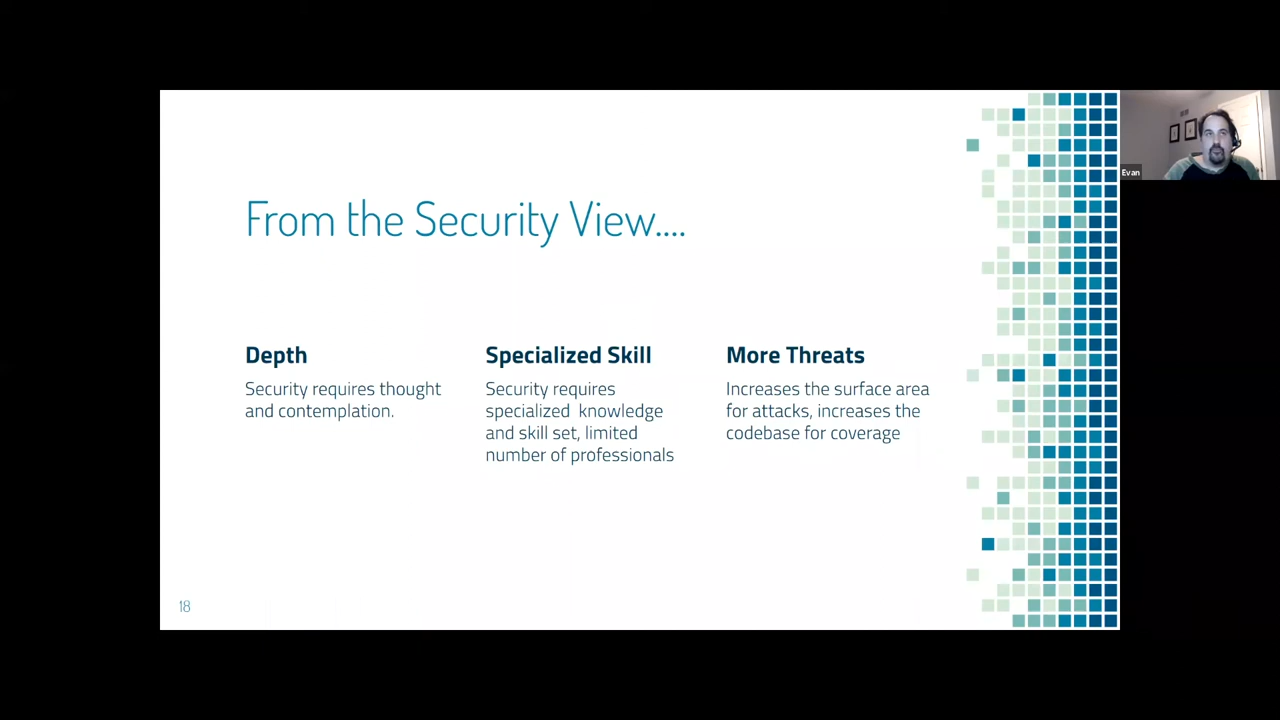 From the Security View....
Depth
Security requires thought
and contemplation.
Specialized Skill
Security requires
specialized knowledge
and skill set, limited
number of professionals
More Threats
Increases the surface area
for attacks, increases the
codebase for coverage
18
Evan